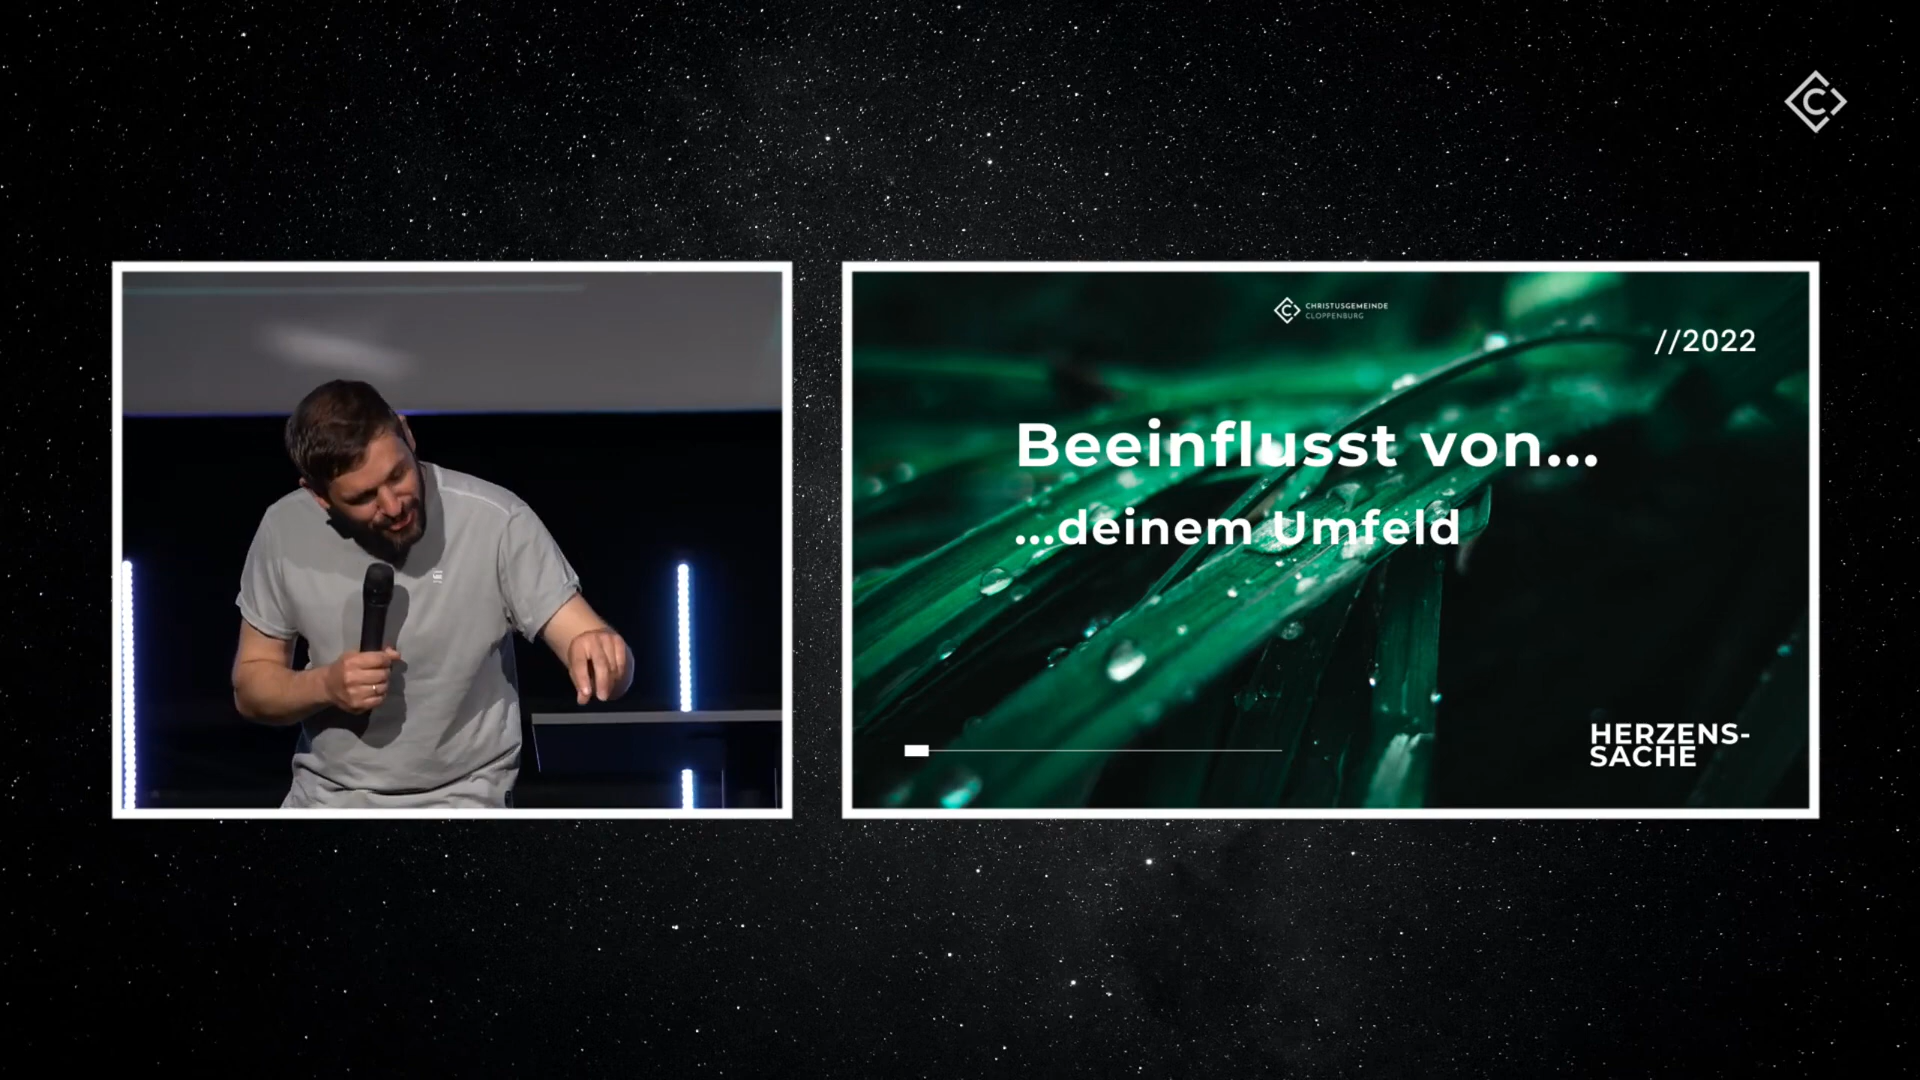 C
C CHRISTUSGEMEINDE
CLOPPENBURG
//2022
Beeinflusst von...
...deinem Umfeld
HERZENS-
SACHE